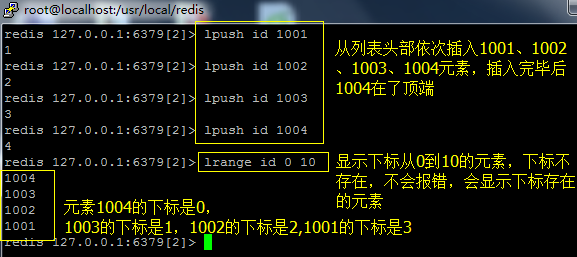 root@localhost:/usr/local/redis
redis 127.0.0.1:6379[2]> lpush id 1001
1
redis 127.0.0.1:6379[2]> lpush id 1002
2
redis 127.0.0.1:6379[2]> lpush id 1003
3
redis 127.0.0.1:6379[2]> lpush id 1004
4
redis 127.0.0.1:6379[2]> lrange id 0 10
1004
1003
1002
1001
redis 127.0.0.1:6379[2]>
从列表头部依次插入1001、1002
、1003、1004元素，插入完毕后
1004在了顶端
显示下标从0到10的元素，下标不
存在，不会报错，会显示下标存在
的元素
元素1004的下标是0，
1003的下标是1，1002的下标是2,1001的下标是3